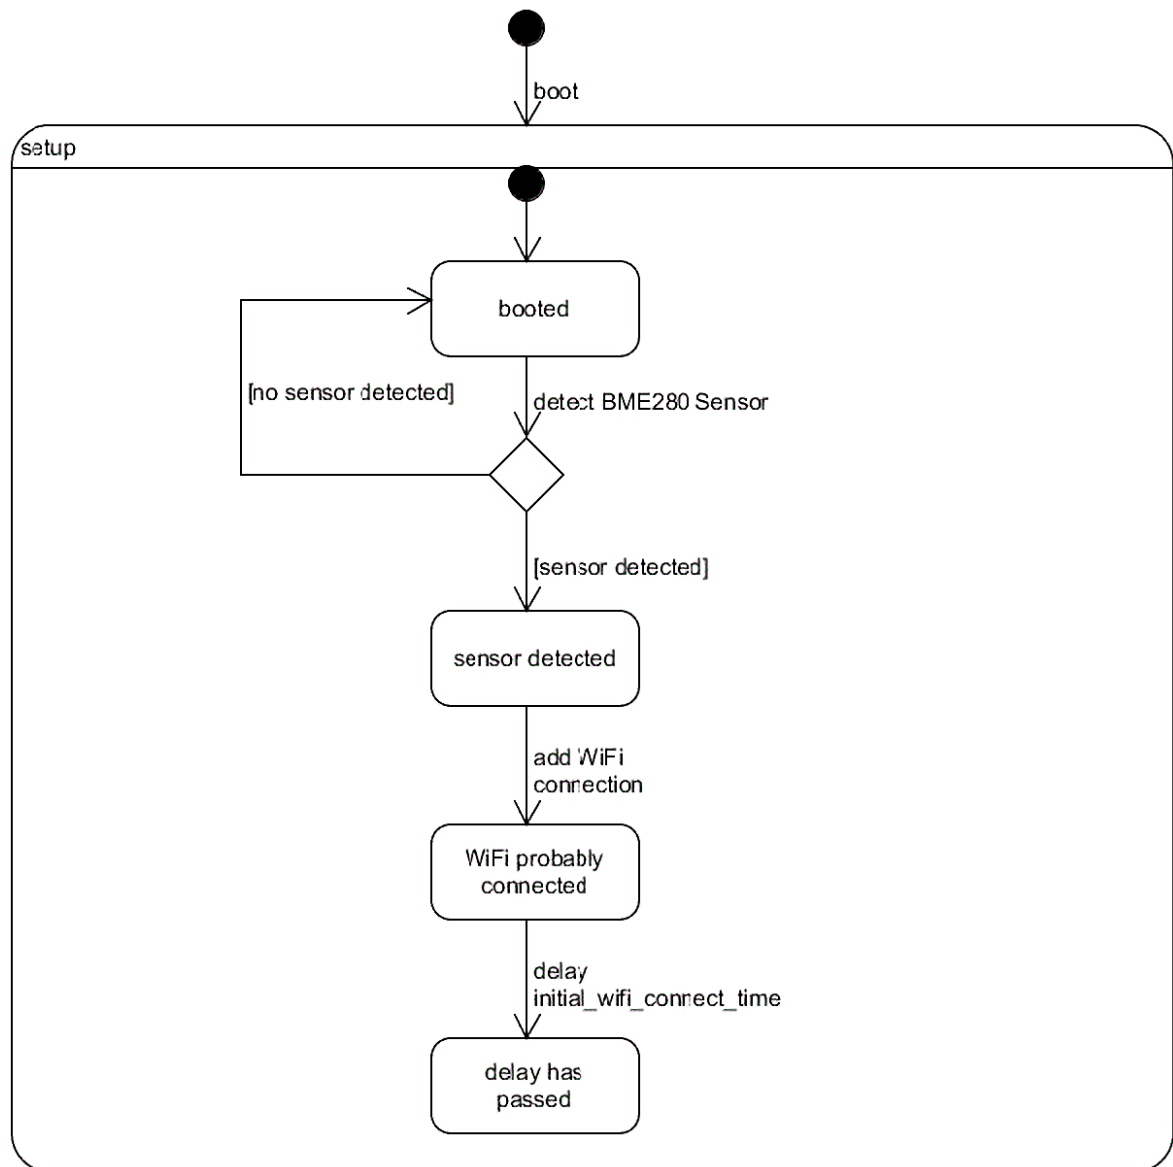 boot
setup
booted
[no sensor detected]
detect BME280 Sensor
[sensor detected]
sensor detected
add WiFi
connection
WiFi probably
connected
delay
initial_wifi_connect_time
delay has
passed